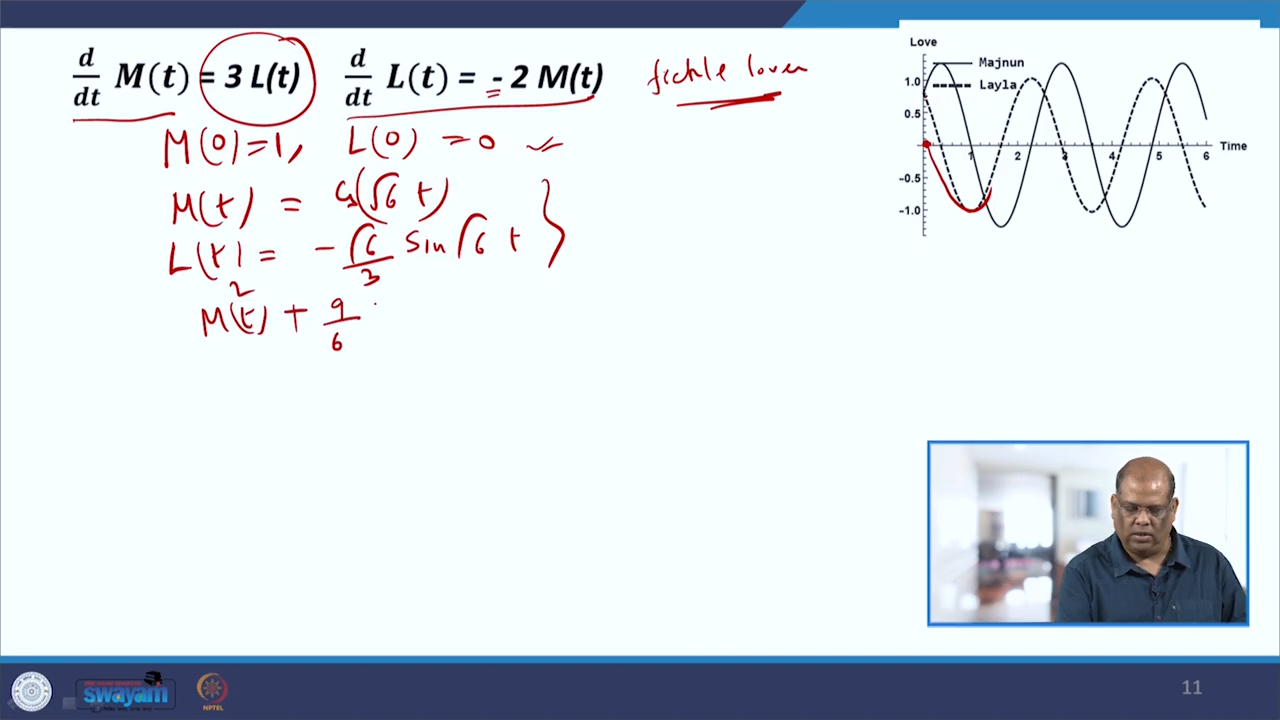 d/dt M(t) = 3 L(t) d/dt L(t) = - 2 M(t) fickle lover
M(0)=1, L(0) = 0
M(t) = cos(√6 t)
L(t) = - √6/3 sin √6 t
M(t)² + 9/6
Love
Majnun
Layla
1.0
0.5
-0.5
-1.0
1 2 3 4 5 6 Time
swayam
NPTEL
11